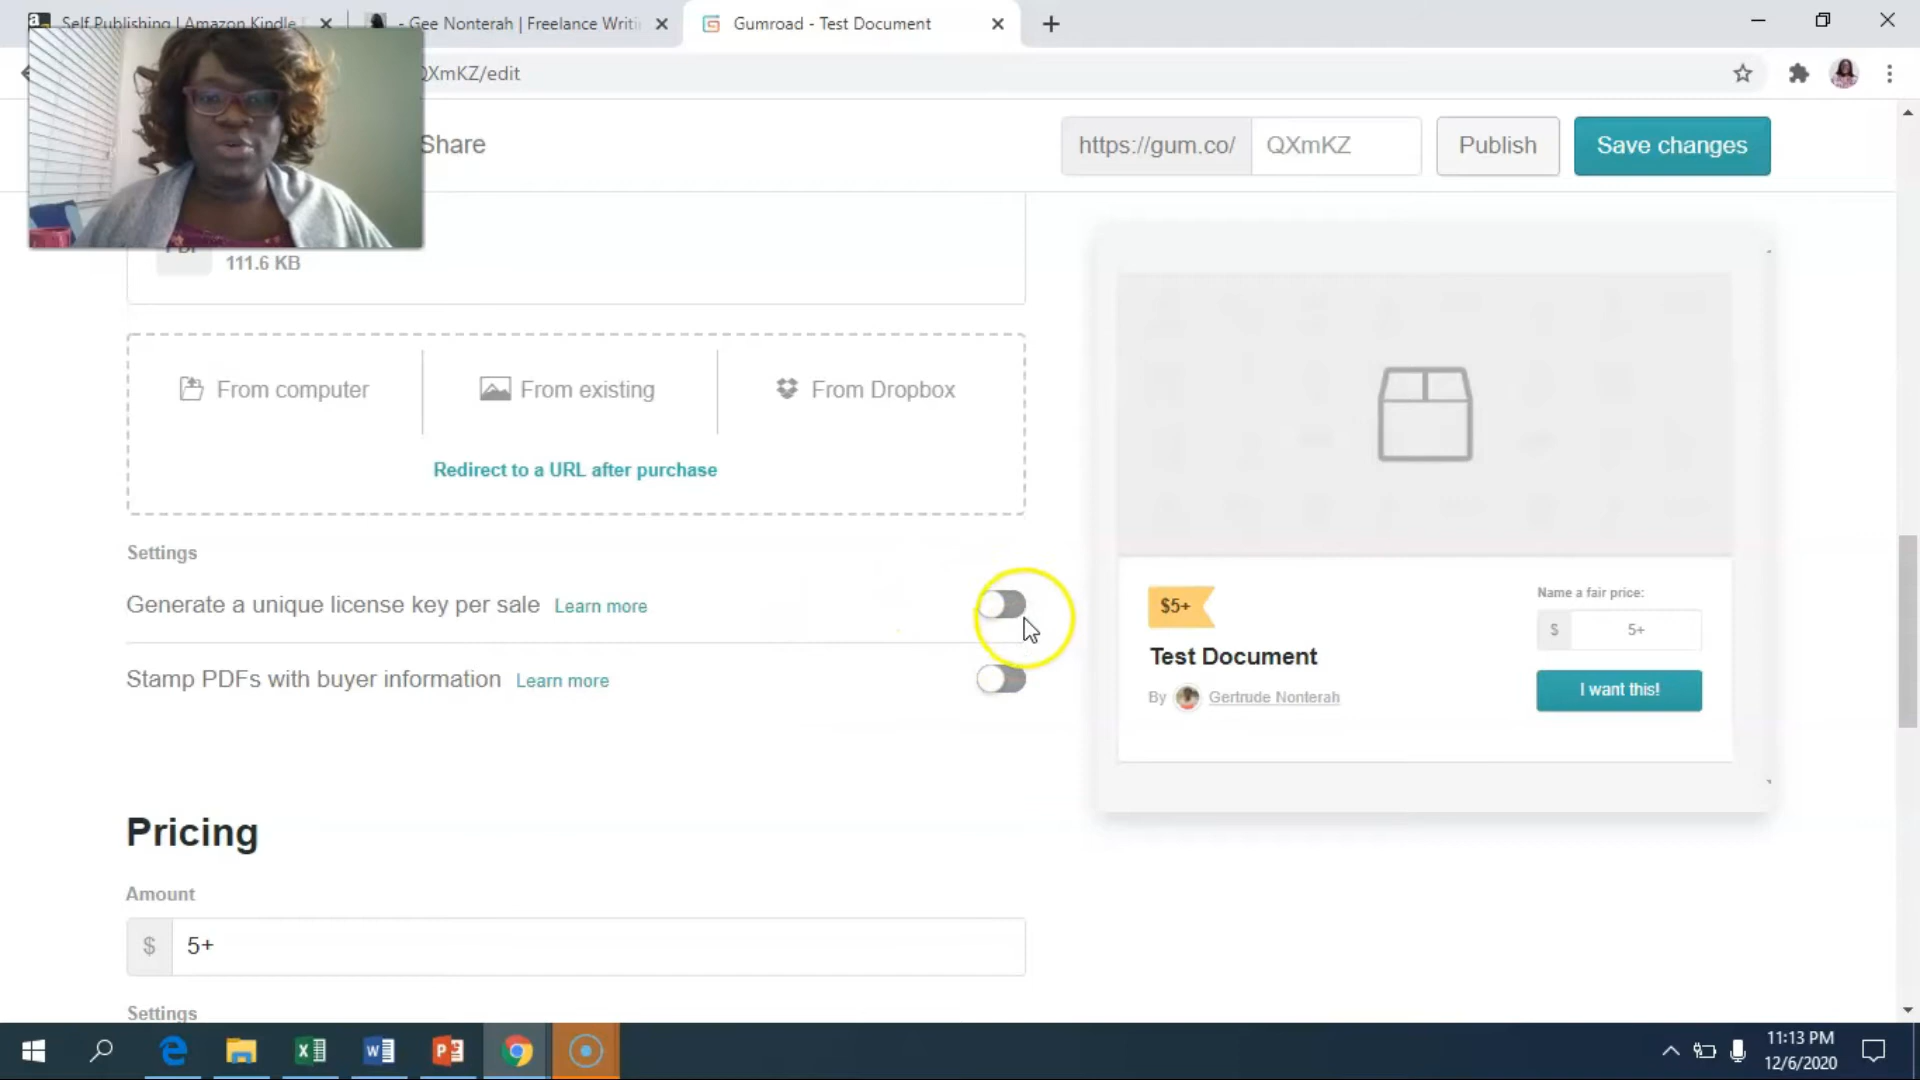 Self Publishing | Amazon Kindle
- Gee Nonterah | Freelance Writi
Gumroad - Test Document
QXmKZ/edit
Share
https://gum.co/
QXmKZ
Publish
Save changes
PDF
111.6 KB
From computer
From existing
From Dropbox
Redirect to a URL after purchase
Settings
Generate a unique license key per sale Learn more
Stamp PDFs with buyer information Learn more
$5+
Name a fair price:
$ 5+
Test Document
By Gertrude Nonterah
I want this!
Pricing
Amount
$ 5+
Settings
11:13 PM
12/6/2020